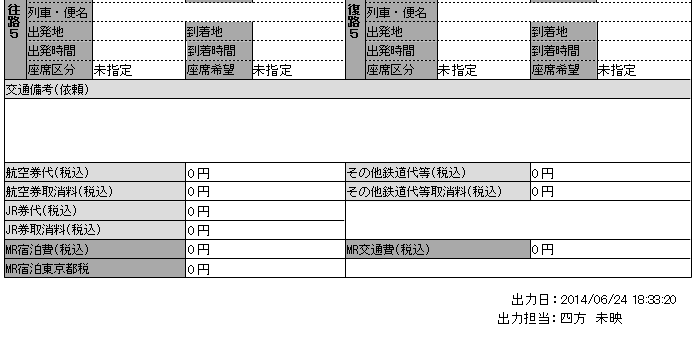 往路5 列車・便名 復路5 列車・便名
出発地 到着地 出発地 到着地
出発時間 到着時間 出発時間 到着時間
座席区分 未指定 座席希望 未指定 座席区分 未指定 座席希望 未指定
交通備考(依頼)
航空券代(税込) 0 円 その他鉄道代等(税込) 0 円
航空券取消料(税込) 0 円 その他鉄道代等取消料(税込) 0 円
JR券代(税込) 0 円
JR券取消料(税込) 0 円
MR宿泊費(税込) 0 円 MR交通費(税込) 0 円
MR宿泊東京都税 0 円
出力日：2014/06/24 18:33:20
出力担当：四方 未映